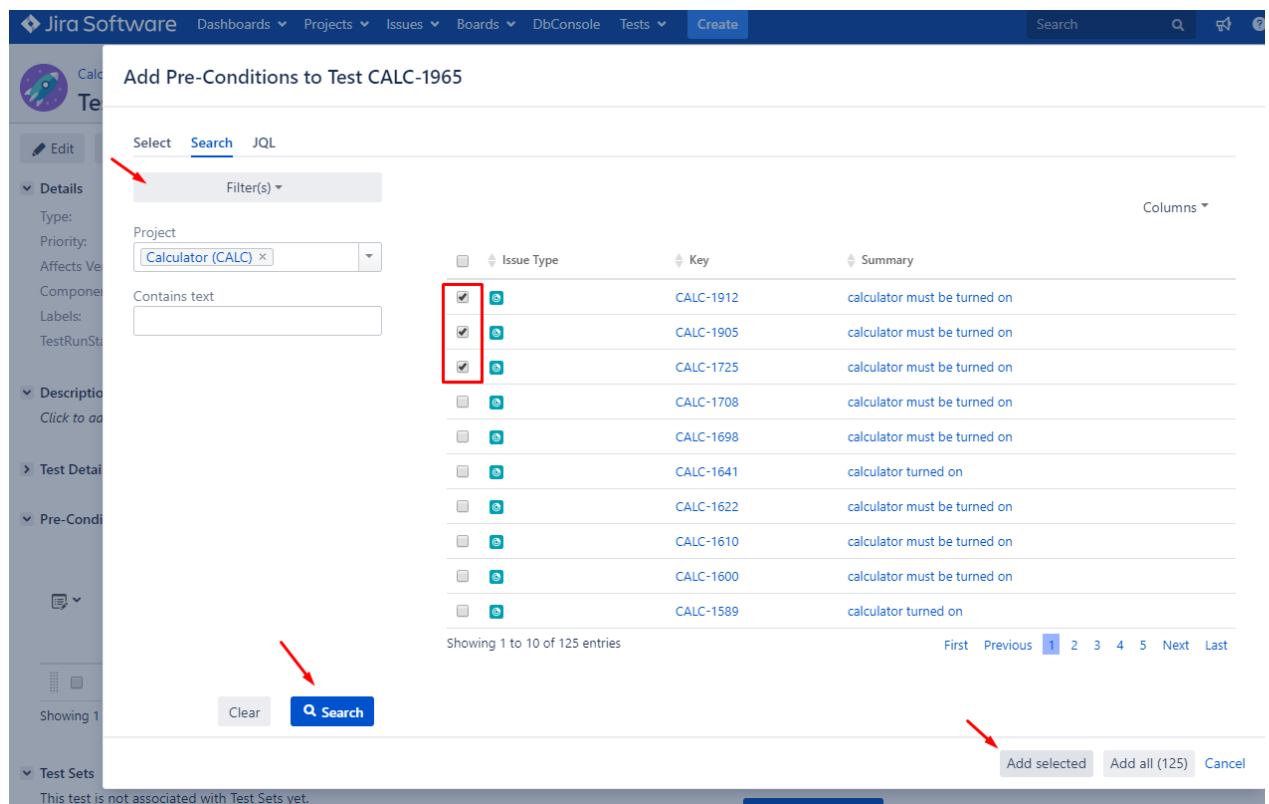 Jira Software Dashboards Projects Issues Boards DbConsole Tests Create Search
Calc
Te
Edit
Details
Type:
Priority:
Affects Ve
Componen
Labels:
TestRunSta
Descriptio
Click to ad
Test Detai
Pre-Condi
Showing 1
Test Sets
This test is not associated with Test Sets yet.
Add Pre-Conditions to Test CALC-1965
Select Search JQL
Filter(s)
Project
Calculator (CALC) ×
Contains text
Clear Search
Columns
Issue Type Key Summary
CALC-1912 calculator must be turned on
CALC-1905 calculator must be turned on
CALC-1725 calculator must be turned on
CALC-1708 calculator must be turned on
CALC-1698 calculator must be turned on
CALC-1641 calculator turned on
CALC-1622 calculator must be turned on
CALC-1610 calculator must be turned on
CALC-1600 calculator must be turned on
CALC-1589 calculator turned on
Showing 1 to 10 of 125 entries First Previous 1 2 3 4 5 Next Last
Add selected Add all (125) Cancel